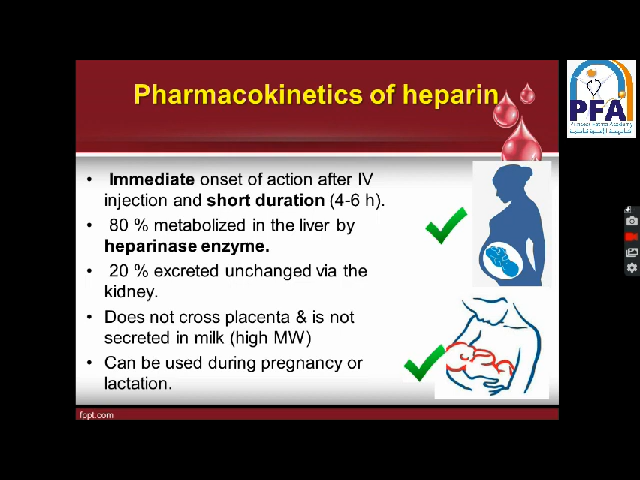 Pharmacokinetics of heparin
PFA
• Immediate onset of action after IV
injection and short duration (4-6 h).
• 80 % metabolized in the liver by
heparinase enzyme.
• 20 % excreted unchanged via the
kidney.
• Does not cross placenta & is not
secreted in milk (high MW)
• Can be used during pregnancy or
lactation.
fppt.com